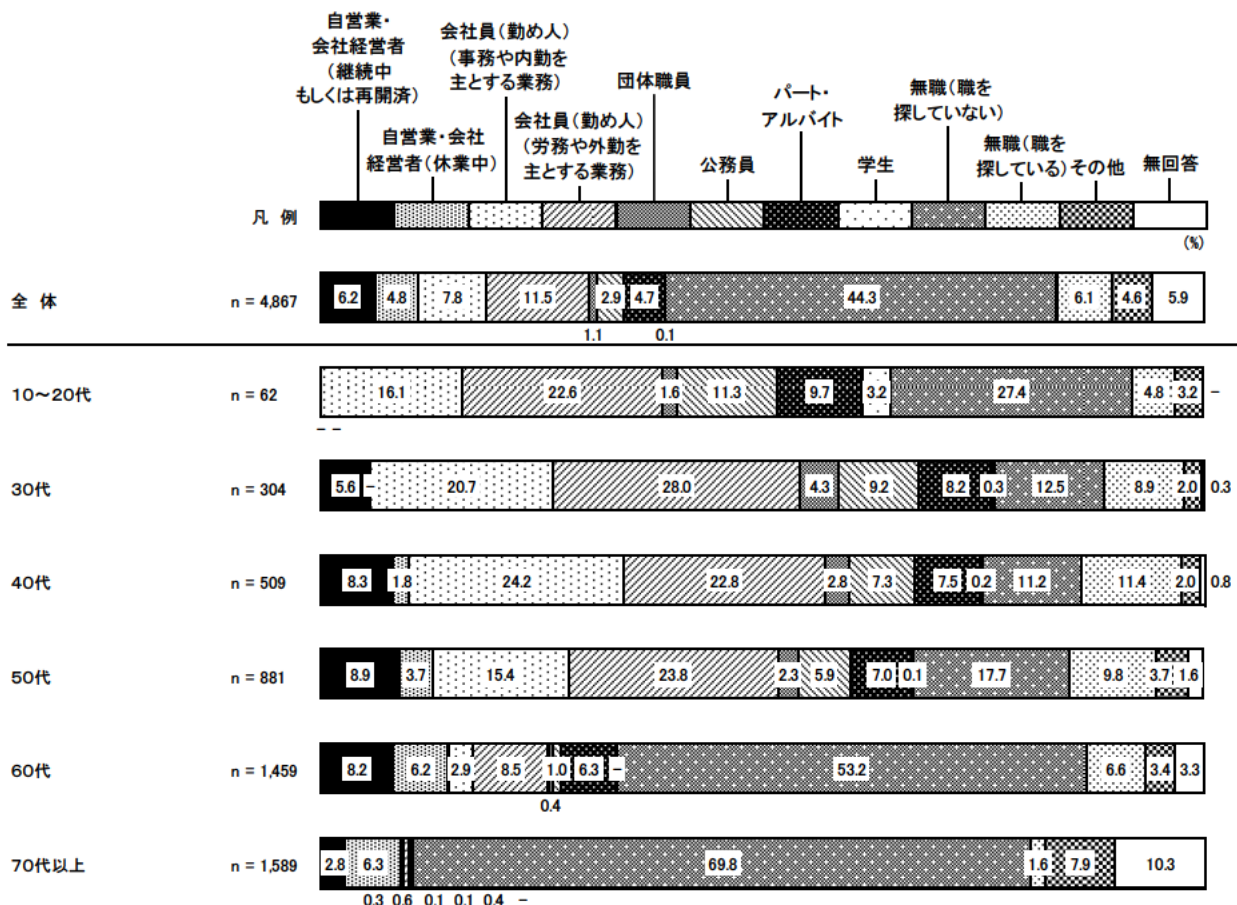 自営業・
会社経営者
(継続中
もしくは再開済)
自営業・会社
経営者(休業中)
会社員(勤め人)
(事務や内勤を
主とする業務)
会社員(勤め人)
(労務や外勤を
主とする業務)
団体職員
公務員
パート・
アルバイト
学生
無職(職を
探していない)
無職(職を
探している)
その他
無回答
凡 例
(%)
全 体 n = 4,867 6.2 4.8 7.8 11.5 2.9 4.7 44.3 6.1 4.6 5.9
1.1 0.1
10~20代 n = 62 16.1 22.6 1.6 11.3 9.7 3.2 27.4 4.8 3.2 -
- -
30代 n = 304 5.6 - 20.7 28.0 4.3 9.2 8.2 0.3 12.5 8.9 2.0 0.3
40代 n = 509 8.3 1.8 24.2 22.8 2.8 7.3 7.5 0.2 11.2 11.4 2.0 0.8
50代 n = 881 8.9 3.7 15.4 23.8 2.3 5.9 7.0 0.1 17.7 9.8 3.7 1.6
60代 n = 1,459 8.2 6.2 2.9 8.5 1.0 6.3 - 53.2 6.6 3.4 3.3
0.4
70代以上 n = 1,589 2.8 6.3 69.8 1.6 7.9 10.3
0.3 0.6 0.1 0.1 0.4 -